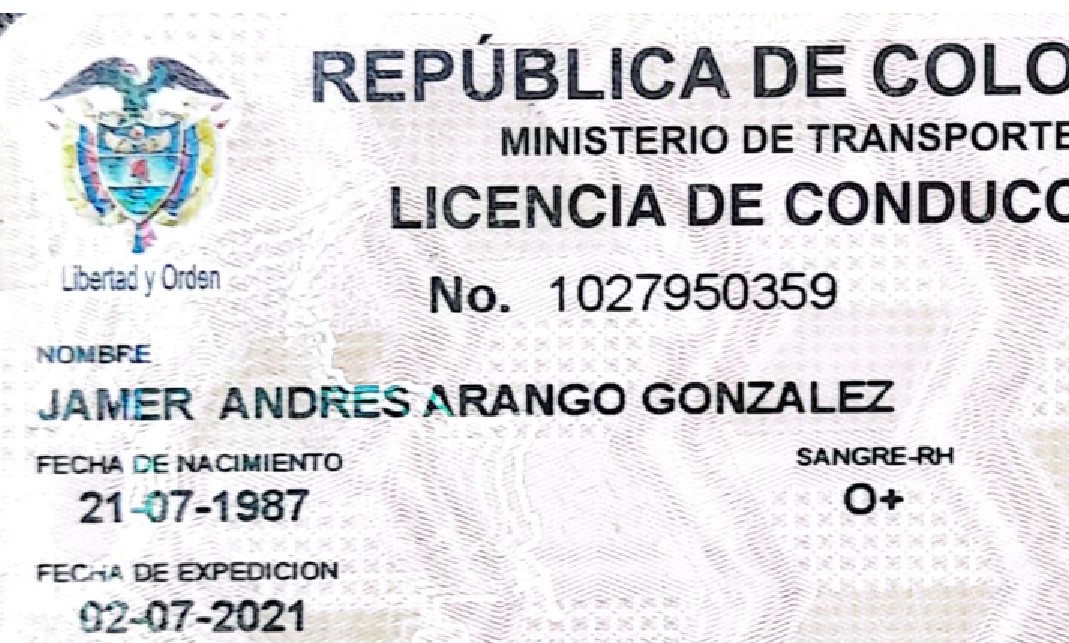 REPÚBLICA DE COLO
MINISTERIO DE TRANSPORTE
LICENCIA DE CONDUCC
Libertad y Orden
No. 1027950359
NOMBRE
JAMER ANDRES ARANGO GONZALEZ
FECHA DE NACIMIENTO
21-07-1987
SANGRE-RH
O+
FECHA DE EXPEDICION
02-07-2021